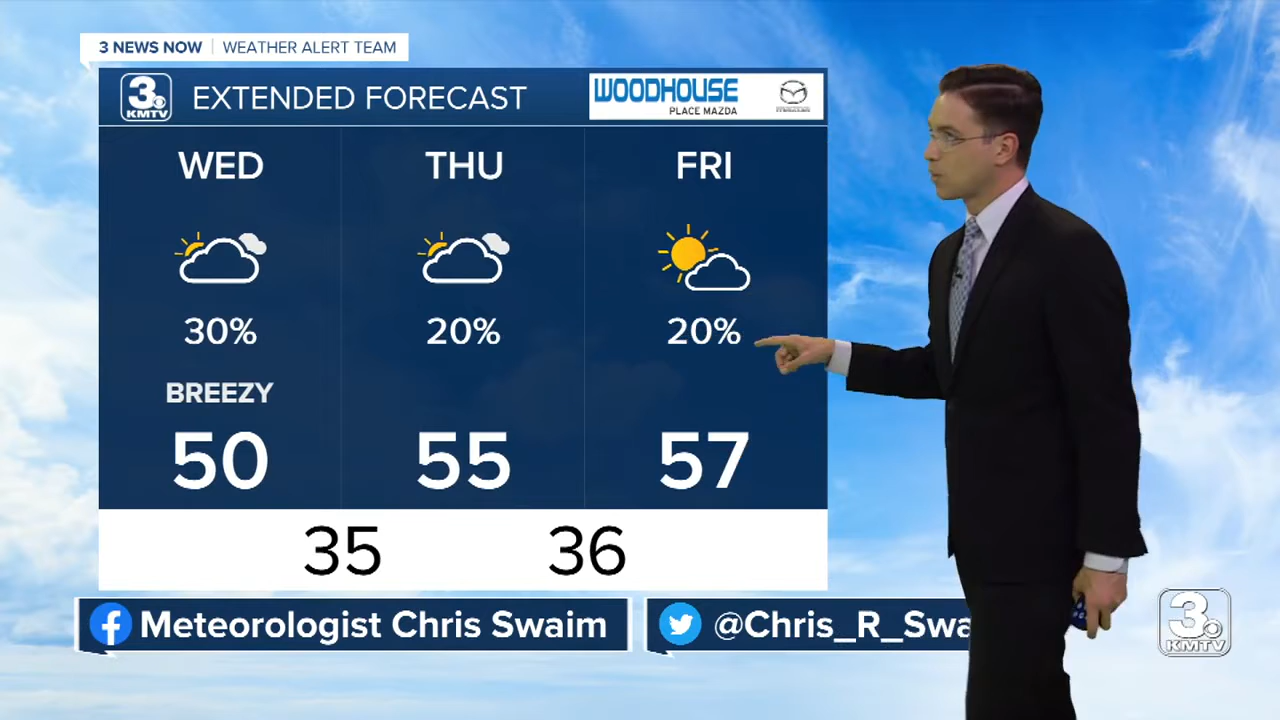 3 NEWS NOW | WEATHER ALERT TEAM
3 KMTV
EXTENDED FORECAST
WOODHOUSE
PLACE MAZDA
WED THU FRI
30% 20% 20%
BREEZY
50 55 57
35 36
Meteorologist Chris Swaim
@Chris_R_Swa
3 KMTV